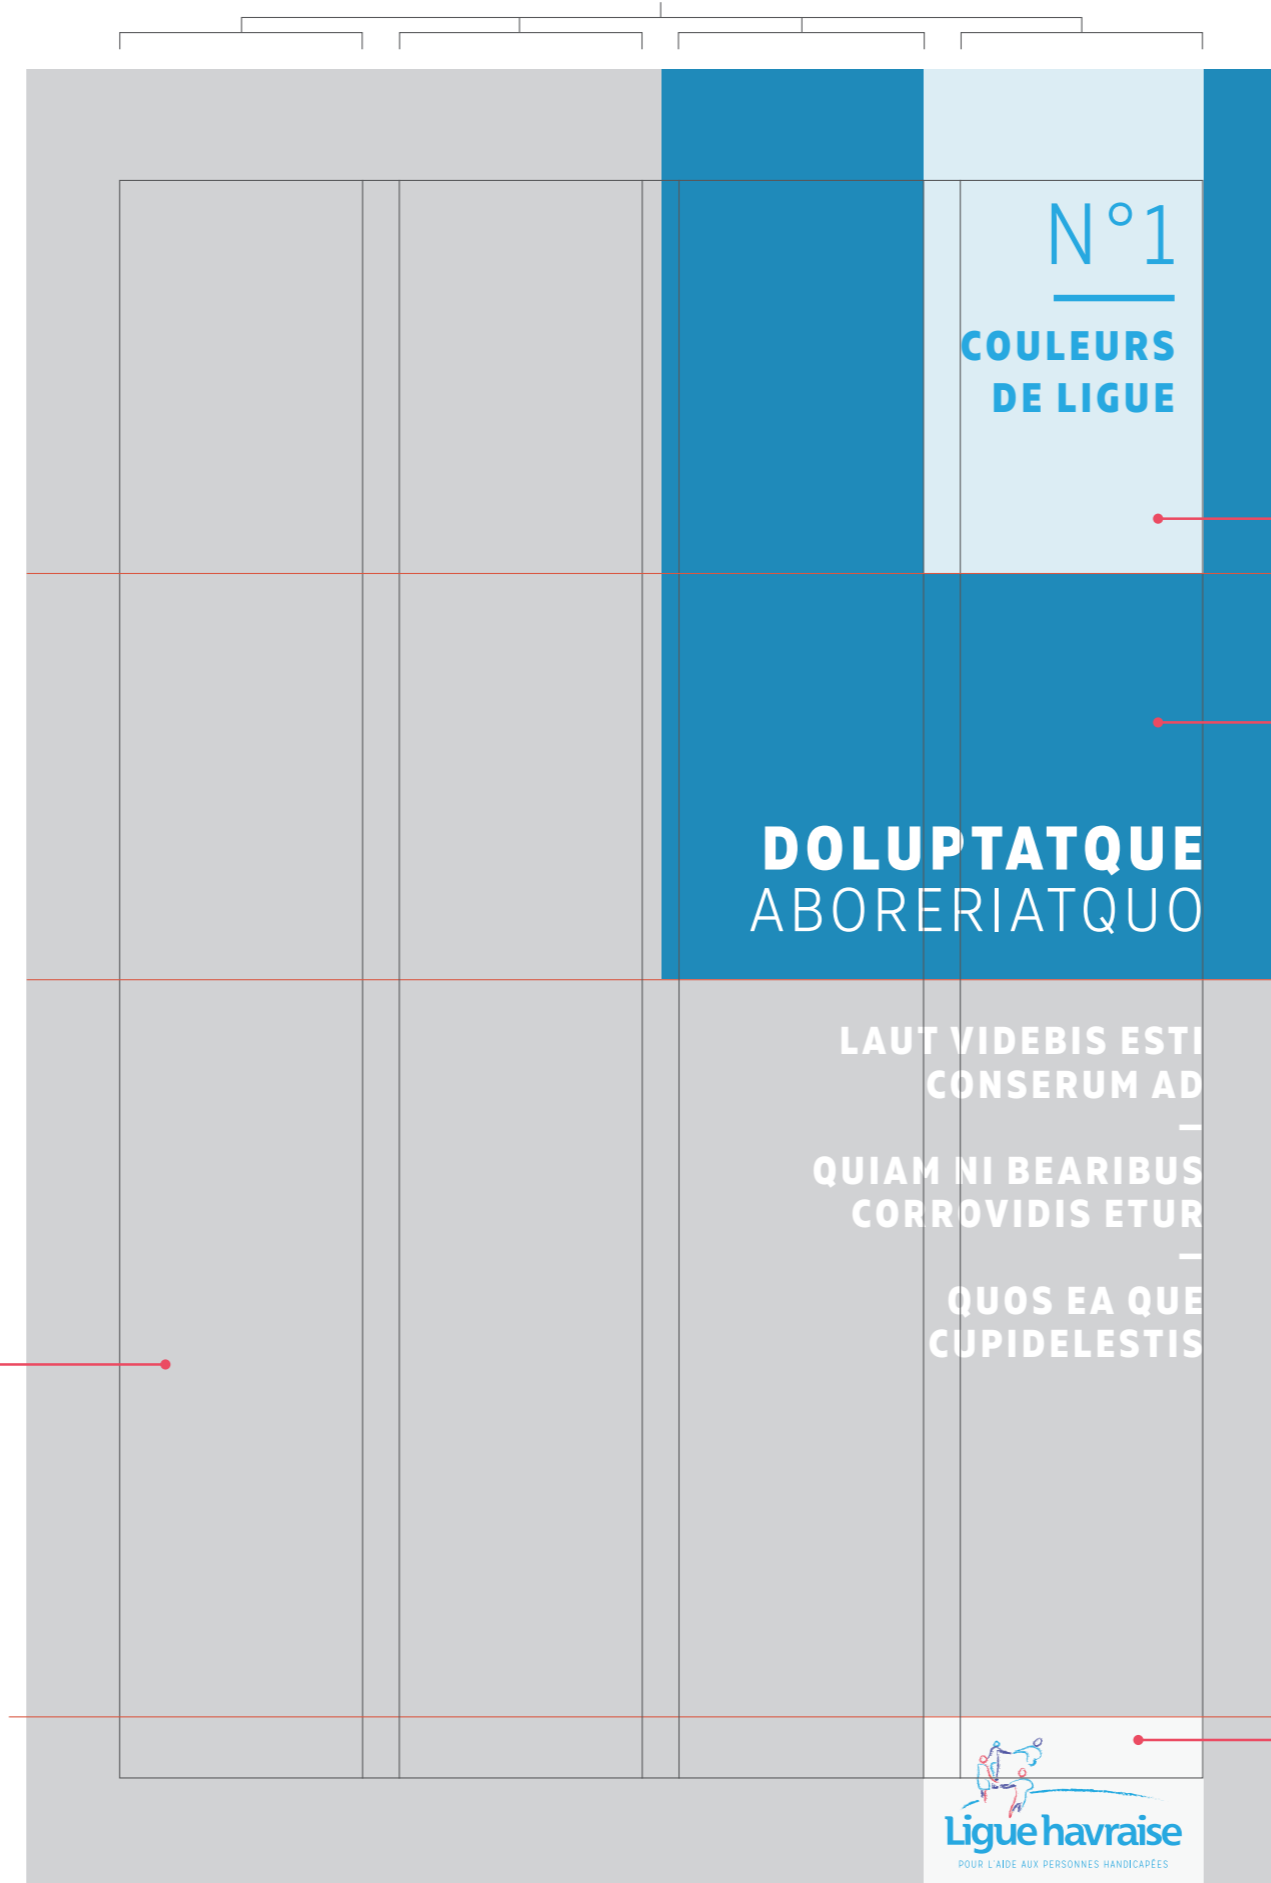 N°1
COULEURS
DE LIGUE
DOLUPTATQUE
ABORERIATQUO
LAUT VIDEBIS ESTI
CONSERUM AD
–
QUIAM NI BEARIBUS
CORROVIDIS ETUR
–
QUOS EA QUE
CUPIDELESTIS
Ligue havraise
POUR L'AIDE AUX PERSONNES HANDICAPÉES